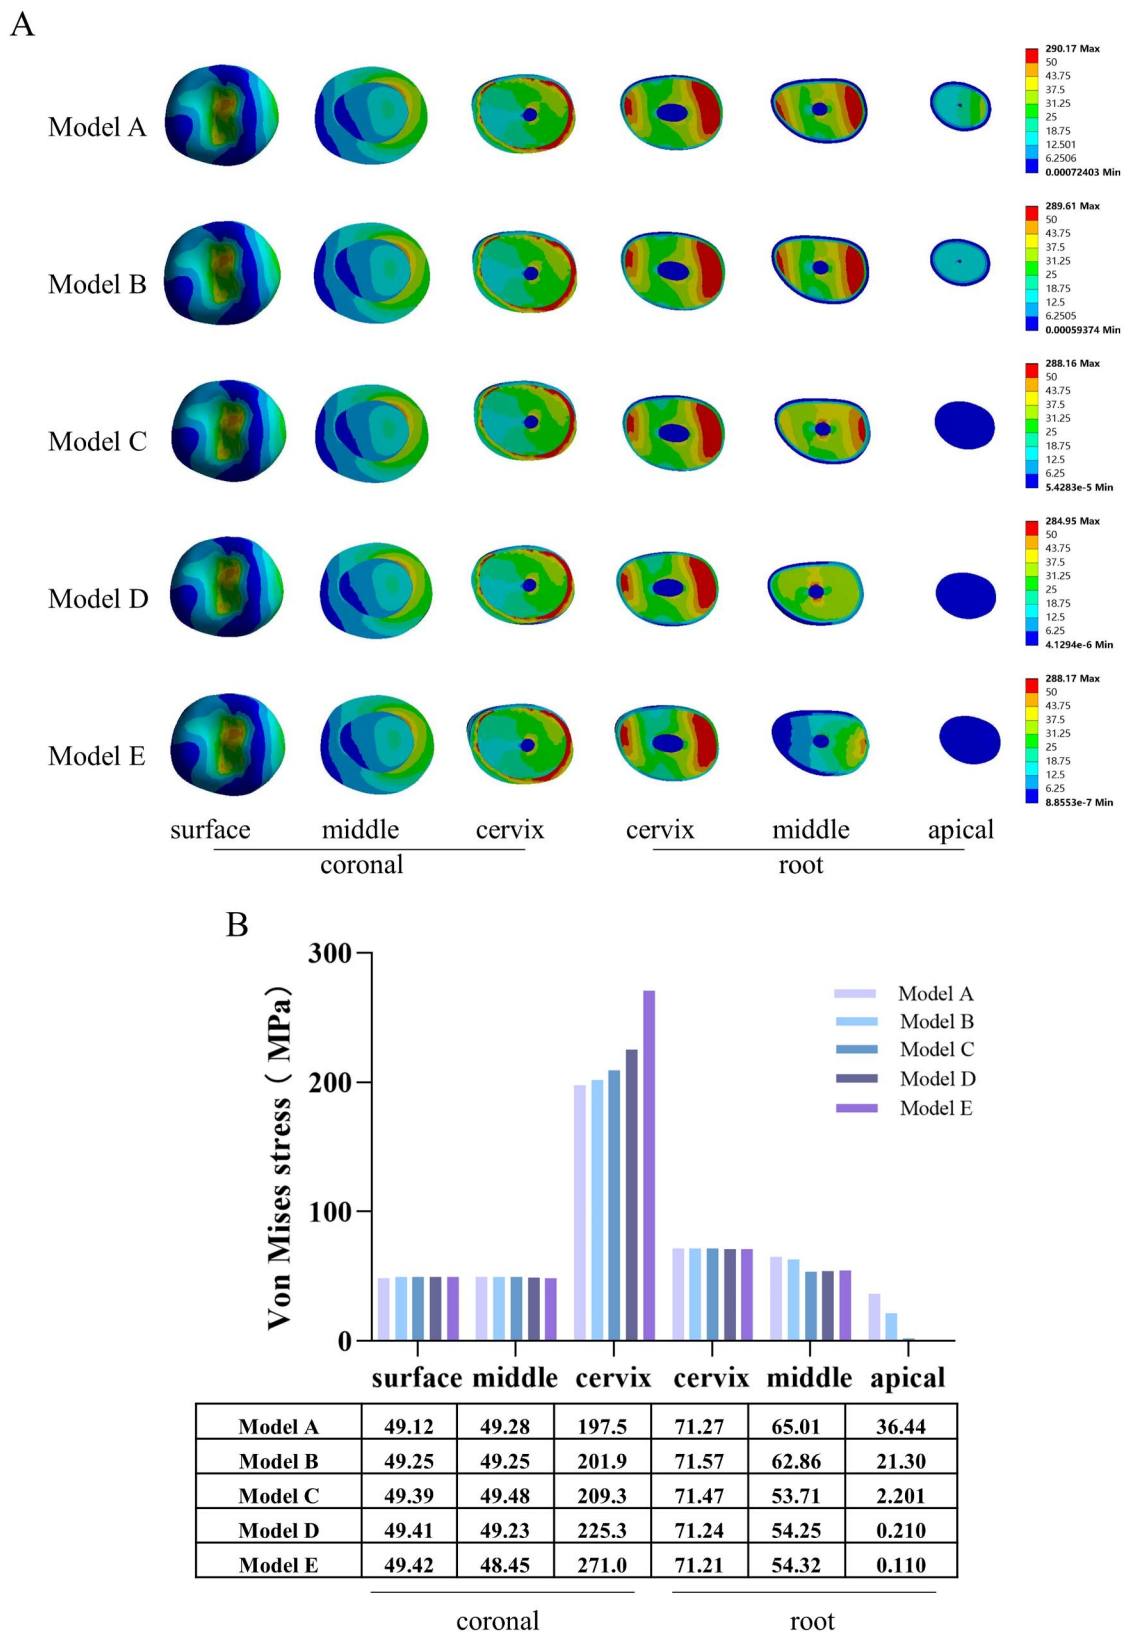 A
Model A
290.17 Max
50
43.75
37.5
31.25
25
18.75
12.501
6.2506
0.00072403 Min
Model B
289.61 Max
50
43.75
37.5
31.25
25
18.75
12.5
6.2505
0.00059374 Min
Model C
288.16 Max
50
43.75
37.5
31.25
25
18.75
12.5
6.25
5.4283e-5 Min
Model D
284.95 Max
50
43.75
37.5
31.25
25
18.75
12.5
6.25
4.1294e-6 Min
Model E
288.17 Max
50
43.75
37.5
31.25
25
18.75
12.5
6.25
8.8553e-7 Min
surface middle cervix cervix middle apical
coronal root
B
Von Mises stress ( MPa)
300
200
100
0
Model A
Model B
Model C
Model D
Model E
surface middle cervix cervix middle apical
Model A 49.12 49.28 197.5 71.27 65.01 36.44
Model B 49.25 49.25 201.9 71.57 62.86 21.30
Model C 49.39 49.48 209.3 71.47 53.71 2.201
Model D 49.41 49.23 225.3 71.24 54.25 0.210
Model E 49.42 48.45 271.0 71.21 54.32 0.110
coronal root